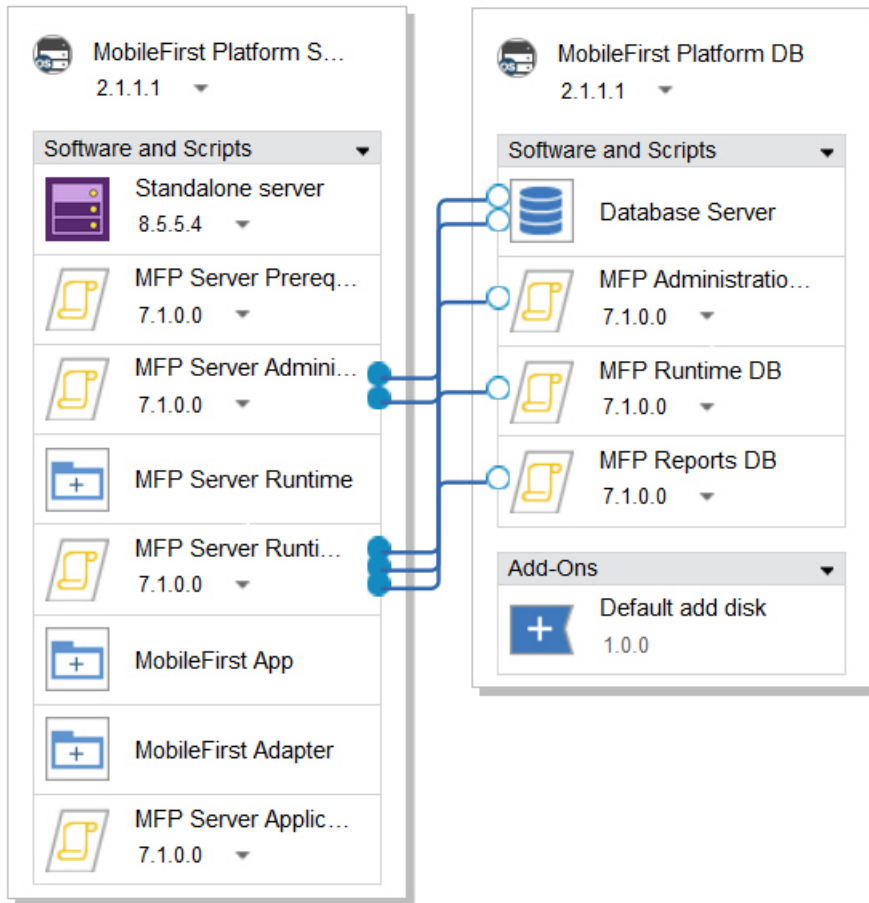 MobileFirst Platform S...
2.1.1.1
Software and Scripts
Standalone server
8.5.5.4
MFP Server Prereq...
7.1.0.0
MFP Server Admini...
7.1.0.0
MFP Server Runtime
MFP Server Runti...
7.1.0.0
MobileFirst App
MobileFirst Adapter
MFP Server Applic...
7.1.0.0
MobileFirst Platform DB
2.1.1.1
Software and Scripts
Database Server
MFP Administratio...
7.1.0.0
MFP Runtime DB
7.1.0.0
MFP Reports DB
7.1.0.0
Add-Ons
Default add disk
1.0.0